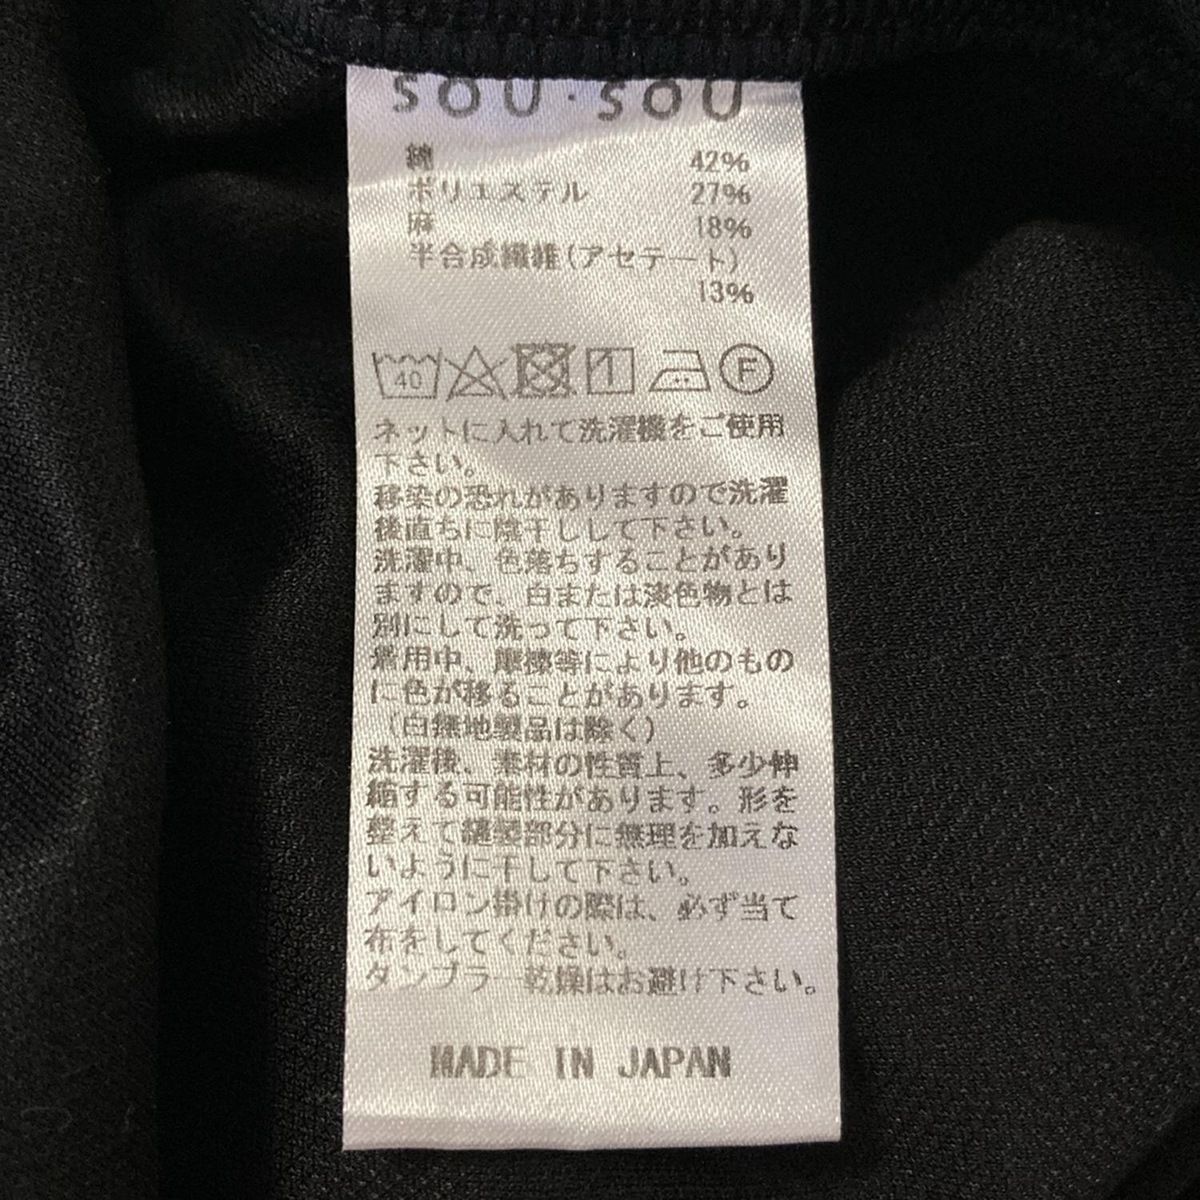 SOU・SOU
綿 42%
ポリエステル 27%
麻 18%
半合成繊維(アセテート)
13%
40 1 F
ネットに入れて洗濯機をご使用
下さい。
移染の恐れがありますので洗濯
後直ちに陰干しして下さい。
洗濯中、色落ちすることがあり
ますので、白または淡色物とは
別にして洗って下さい。
着用中、摩擦等により他のもの
に色が移ることがあります。
(白無地製品は除く)
洗濯後、素材の性質上、多少伸
縮する可能性があります。形を
整えて縫製部分に無理を加えな
いように干して下さい。
アイロン掛けの際は、必ず当て
布をしてください。
タンブラー乾燥はお避け下さい。
MADE IN JAPAN